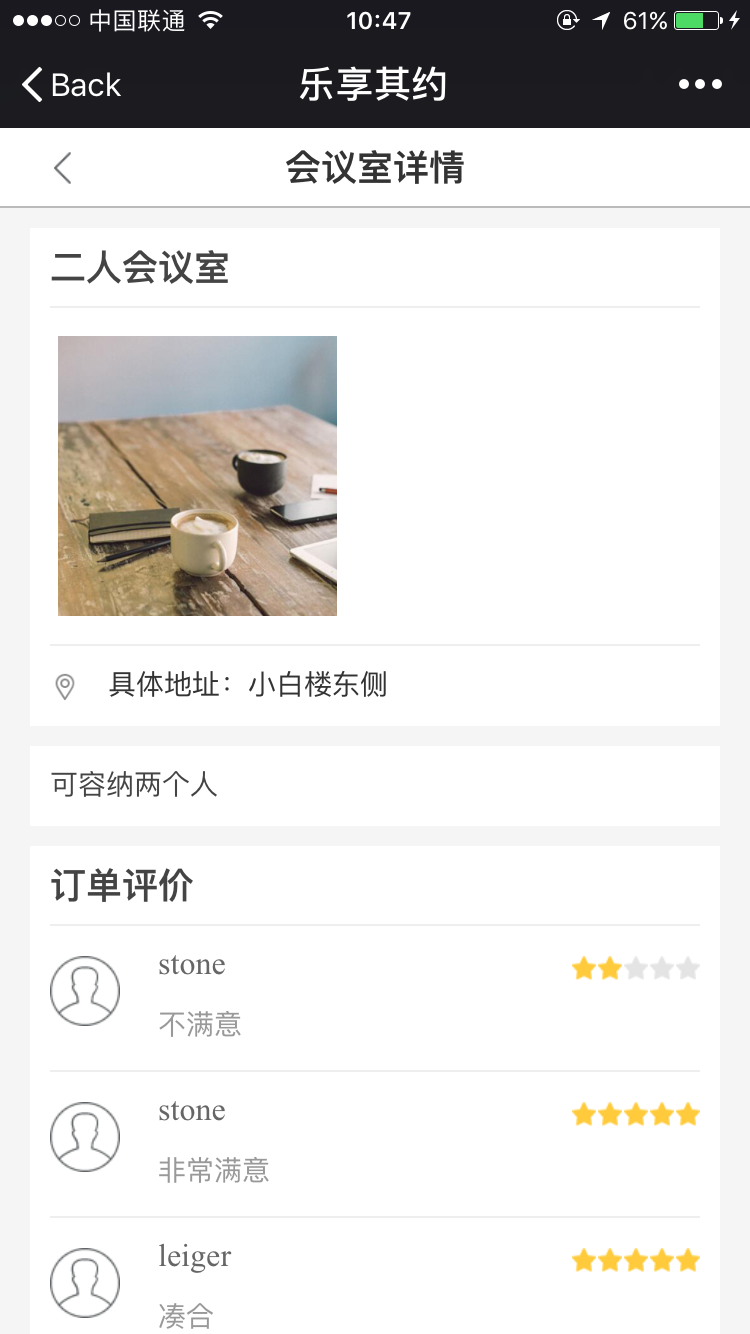 中国联通
10:47
61%
Back
乐享其约
会议室详情
二人会议室
具体地址：小白楼东侧
可容纳两个人
订单评价
stone
不满意
stone
非常满意
leiger
凑合